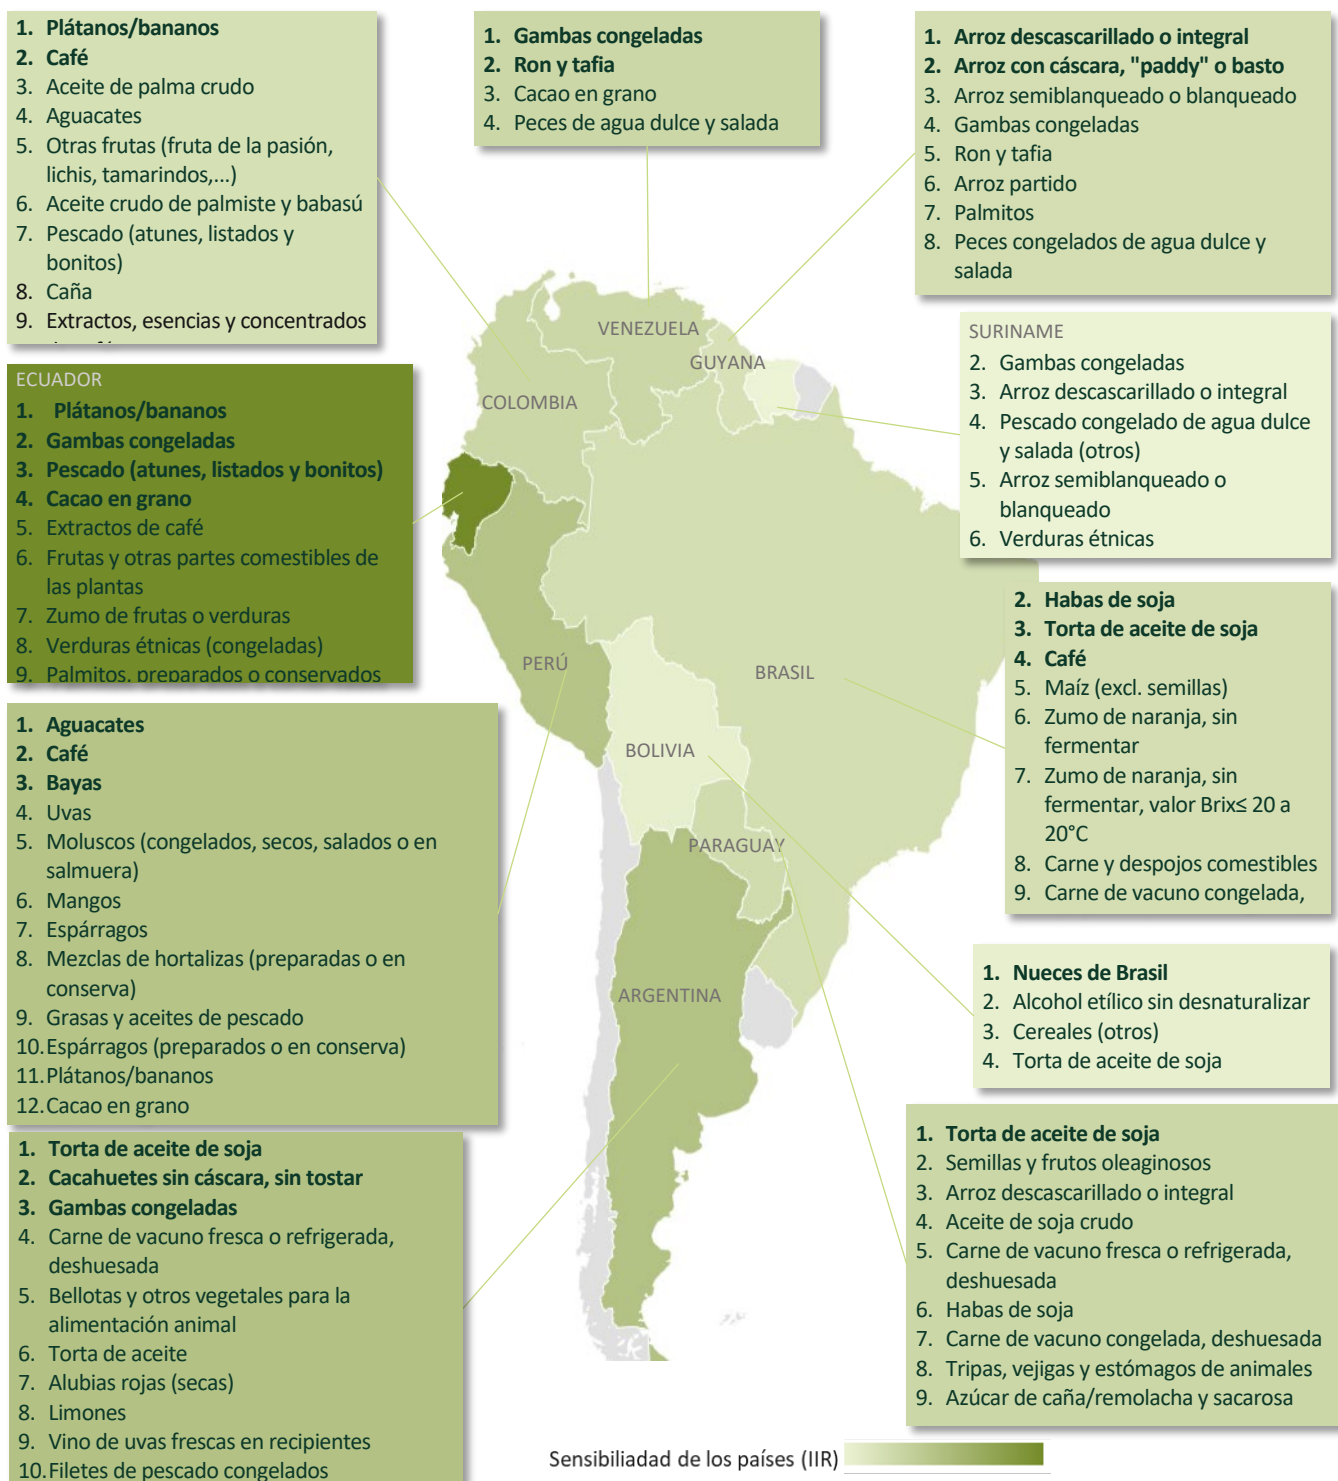 1. Plátanos/bananos
2. Café
3. Aceite de palma crudo
4. Aguacates
5. Otras frutas (fruta de la pasión,
lichis, tamarindos,...)
6. Aceite crudo de palmiste y babasú
7. Pescado (atunes, listados y
bonitos)
8. Caña
9. Extractos, esencias y concentrados
1. Gambas congeladas
2. Ron y tafia
3. Cacao en grano
4. Peces de agua dulce y salada
1. Arroz descascarillado o integral
2. Arroz con cáscara, "paddy" o basto
3. Arroz semiblanqueado o blanqueado
4. Gambas congeladas
5. Ron y tafia
6. Arroz partido
7. Palmitos
8. Peces congelados de agua dulce y
salada
SURINAME
2. Gambas congeladas
3. Arroz descascarillado o integral
4. Pescado congelado de agua dulce
y salada (otros)
5. Arroz semiblanqueado o
blanqueado
6. Verduras étnicas
ECUADOR
1. Plátanos/bananos
2. Gambas congeladas
3. Pescado (atunes, listados y bonitos)
4. Cacao en grano
5. Extractos de café
6. Frutas y otras partes comestibles de
las plantas
7. Zumo de frutas o verduras
8. Verduras étnicas (congeladas)
9. Palmitos, preparados o conservados
VENEZUELA
GUYANA
COLOMBIA
PERÚ
BRASIL
BOLIVIA
PARAGUAY
ARGENTINA
2. Habas de soja
3. Torta de aceite de soja
4. Café
5. Maíz (excl. semillas)
6. Zumo de naranja, sin
fermentar
7. Zumo de naranja, sin
fermentar, valor Brix≤ 20 a
20°C
8. Carne y despojos comestibles
9. Carne de vacuno congelada,
1. Aguacates
2. Café
3. Bayas
4. Uvas
5. Moluscos (congelados, secos, salados o en
salmuera)
6. Mangos
7. Espárragos
8. Mezclas de hortalizas (preparadas o en
conserva)
9. Grasas y aceites de pescado
10. Espárragos (preparados o en conserva)
11. Plátanos/bananos
12. Cacao en grano
1. Nueces de Brasil
2. Alcohol etílico sin desnaturalizar
3. Cereales (otros)
4. Torta de aceite de soja
1. Torta de aceite de soja
2. Cacahuetes sin cáscara, sin tostar
3. Gambas congeladas
4. Carne de vacuno fresca o refrigerada,
deshuesada
5. Bellotas y otros vegetales para la
alimentación animal
6. Torta de aceite
7. Alubias rojas (secas)
8. Limones
9. Vino de uvas frescas en recipientes
10. Filetes de pescado congelados
1. Torta de aceite de soja
2. Semillas y frutos oleaginosos
3. Arroz descascarillado o integral
4. Aceite de soja crudo
5. Carne de vacuno fresca o refrigerada,
deshuesada
6. Habas de soja
7. Carne de vacuno congelada, deshuesada
8. Tripas, vejigas y estómagos de animales
9. Azúcar de caña/remolacha y sacarosa
Sensibiliadad de los países (IIR)